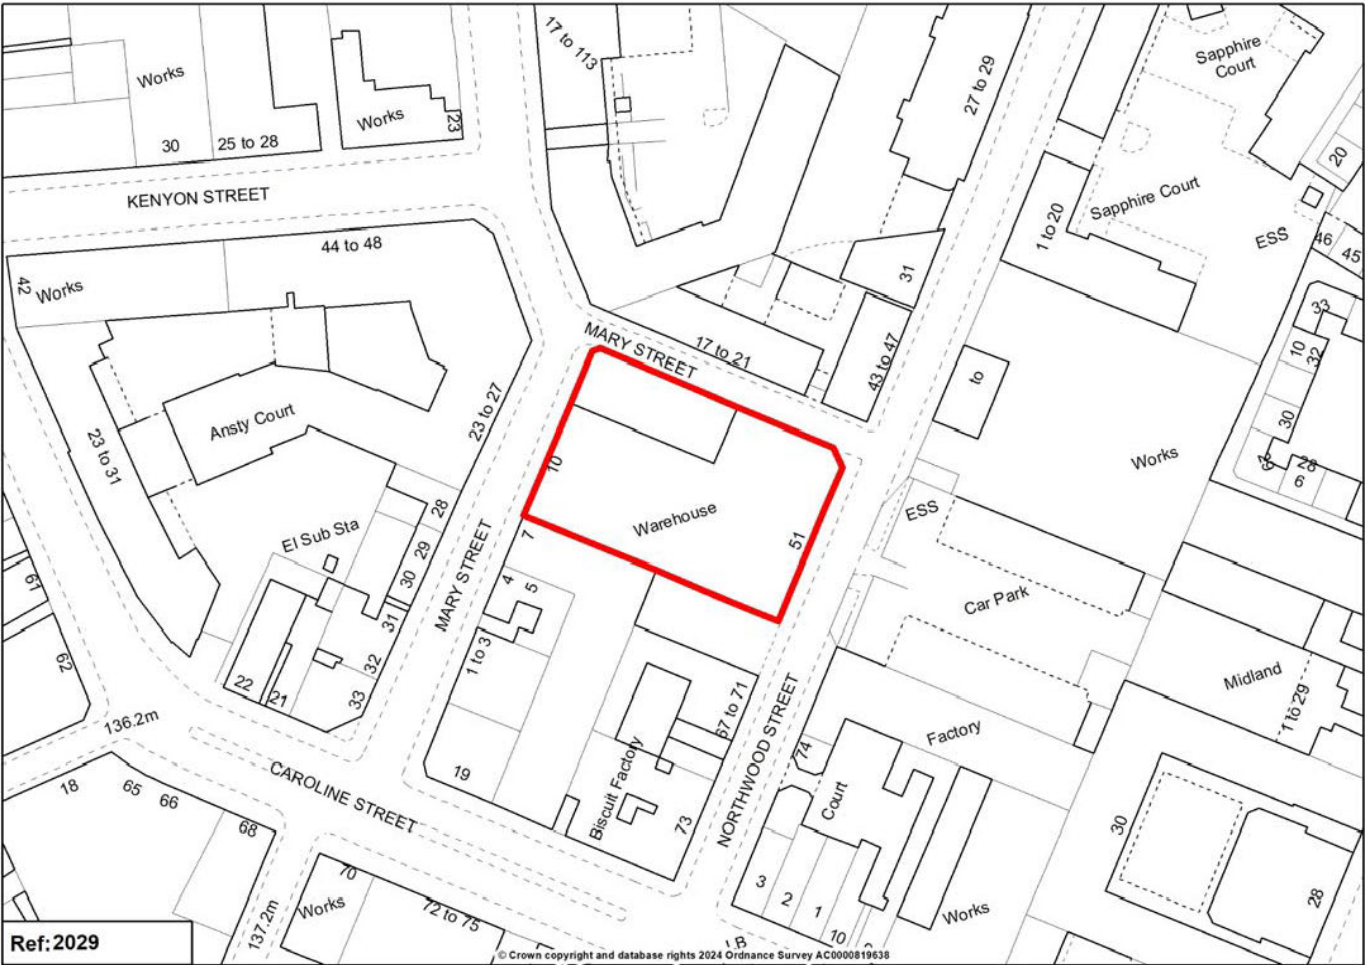 17 to 113
27 to 29
Sapphire
Court
Works
Works
23
30
25 to 28
20
KENYON STREET
Sapphire Court
1 to 20
ESS
46
45
44 to 48
42
Works
31
33
MARY STREET
17 to 21
43 to 47
to
10
32
23 to 27
Ansty Court
30
23 to 31
10
Works
28
6
Warehouse
28
ESS
51
El Sub Sta
MARY STREET
7
29
30
4
5
61
Car Park
31
1 to 3
32
62
22
21
33
Midland
1 to 29
67 to 71
NORTHWOOD STREET
136.2m
Factory
74
CAROLINE STREET
19
Biscuit Factory
Court
18
65
66
68
73
30
70
3
2
1
10
28
Works
72 to 75
Works
137.2m
LB
Ref:2029
© Crown copyright and database rights 2024 Ordnance Survey AC0000819638